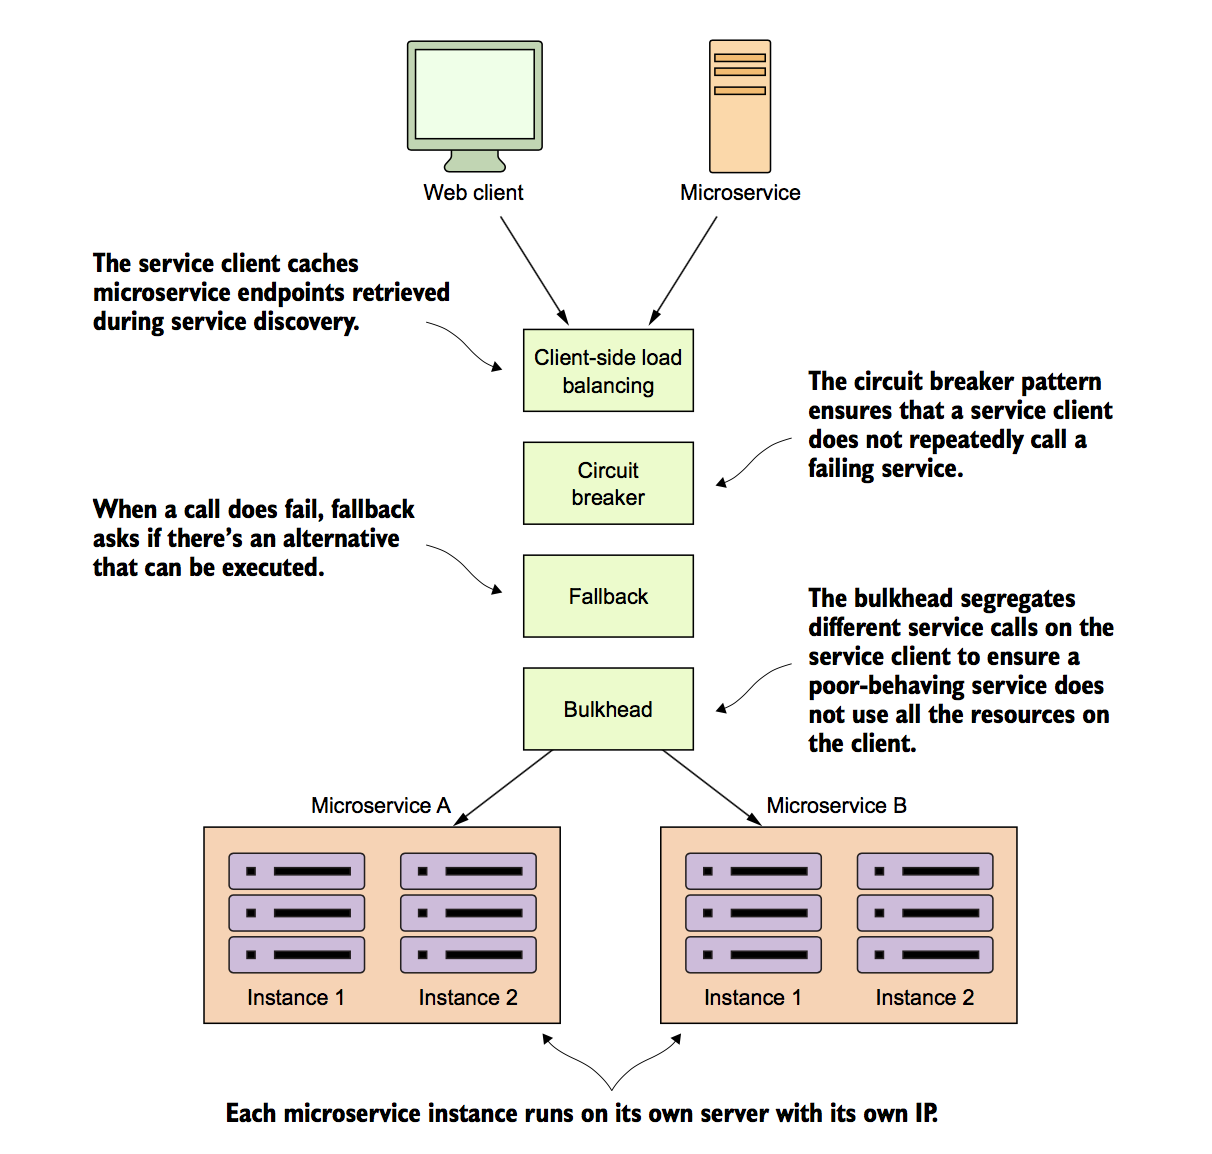 Web client
Microservice
The service client caches
microservice endpoints retrieved
during service discovery.
Client-side load
balancing
The circuit breaker pattern
ensures that a service client
does not repeatedly call a
failing service.
Circuit
breaker
When a call does fail, fallback
asks if there’s an alternative
that can be executed.
Fallback
The bulkhead segregates
different service calls on the
service client to ensure a
poor-behaving service does
not use all the resources on
the client.
Bulkhead
Microservice A
Microservice B
Instance 1
Instance 2
Instance 1
Instance 2
Each microservice instance runs on its own server with its own IP.